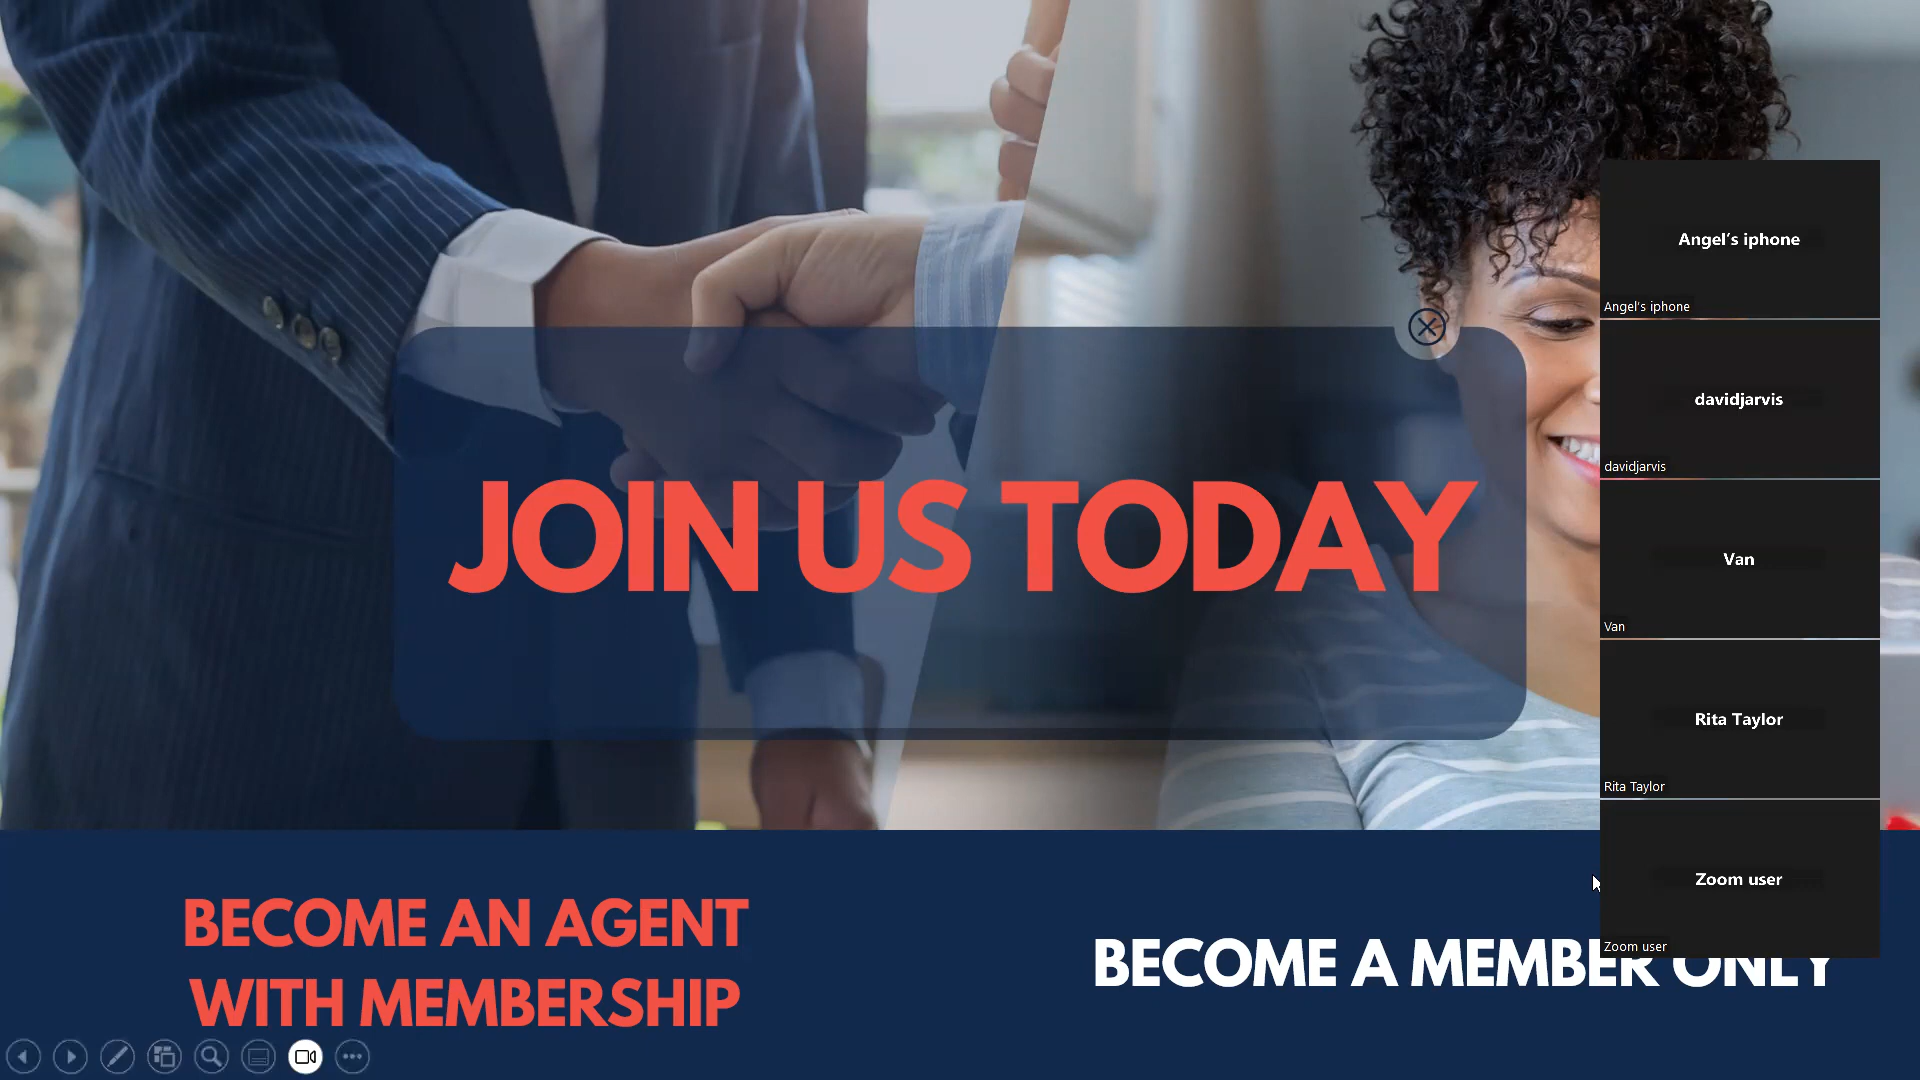 JOIN US TODAY
BECOME AN AGENT
WITH MEMBERSHIP
BECOME A MEMBER ONLY
Angel's iphone
Angel's iphone
davidjarvis
davidjarvis
Van
Van
Rita Taylor
Rita Taylor
Zoom user
Zoom user